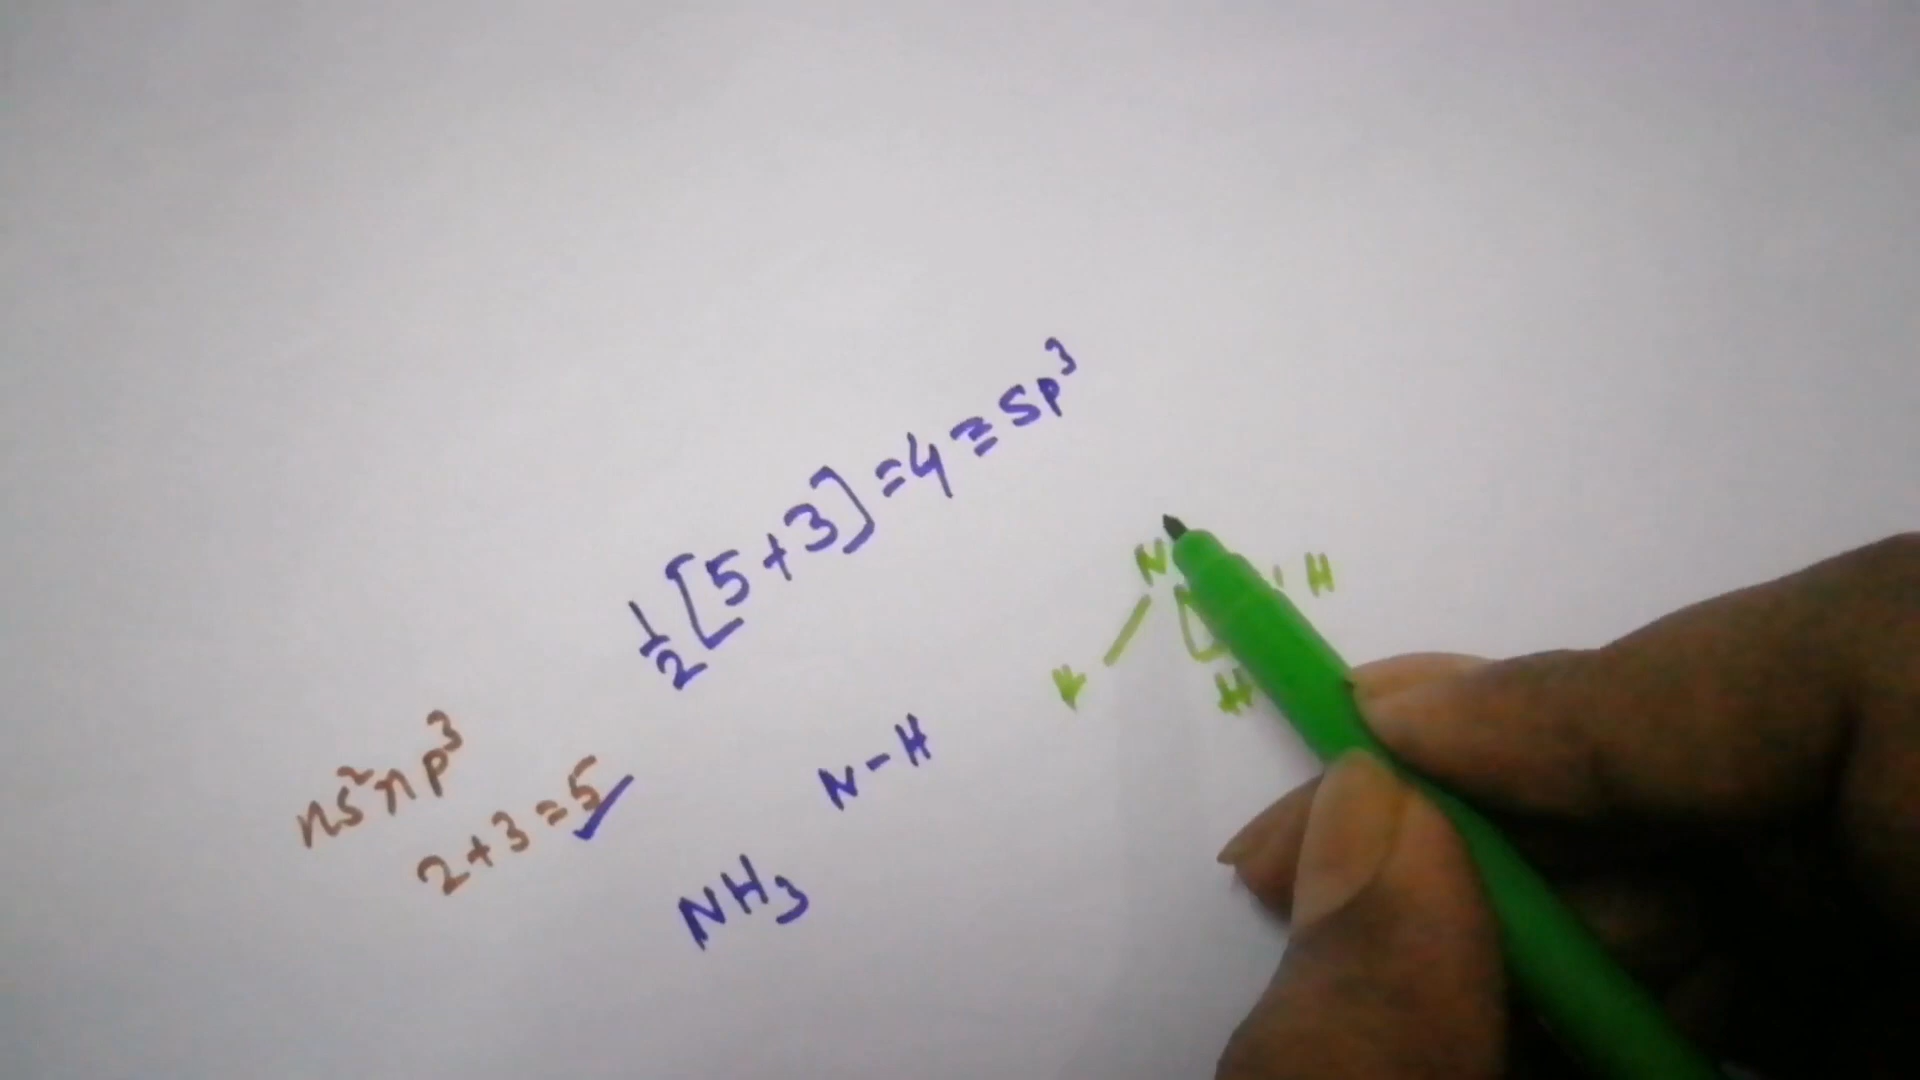 ½[5+3]=4≡sp³
N H
H H
ns²np³
2+3=5✓
N-H
NH₃